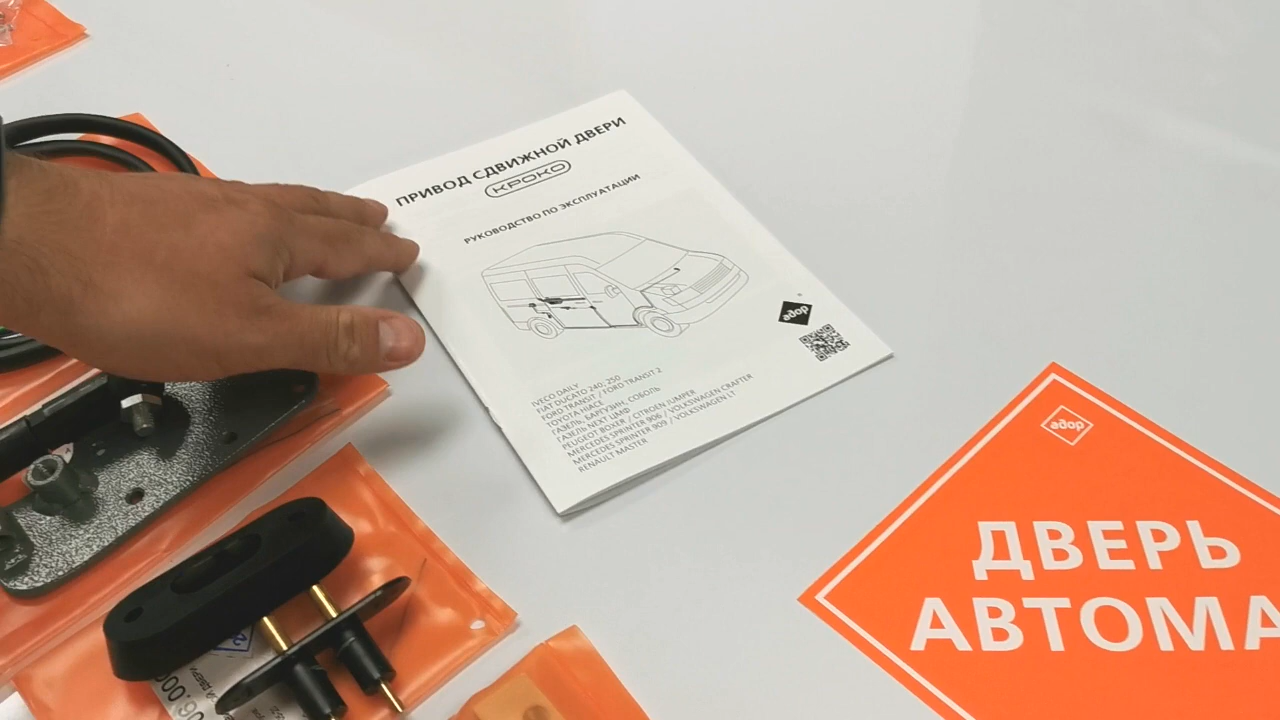 ПРИВОД СДВИЖНОЙ ДВЕРИ
КРОКО
РУКОВОДСТВО ПО ЭКСПЛУАТАЦИИ
адор
IVECO DAILY
FIAT DUCATO 240, 250
FORD TRANSIT / FORD TRANSIT 2
TOYOTA HIACE
ГАЗЕЛЬ, БАРГУЗИН, СОБОЛЬ
ГАЗЕЛЬ NEXT ЦМФ
PEUGEOT BOXER / CITROEN JUMPER
MERCEDES SPRINTER 906 / VOLKSWAGEN CRAFTER
MERCEDES SPRINTER 909 / VOLKSWAGEN LT
RENAULT MASTER
адор
ДВЕРЬ
АВТОМА